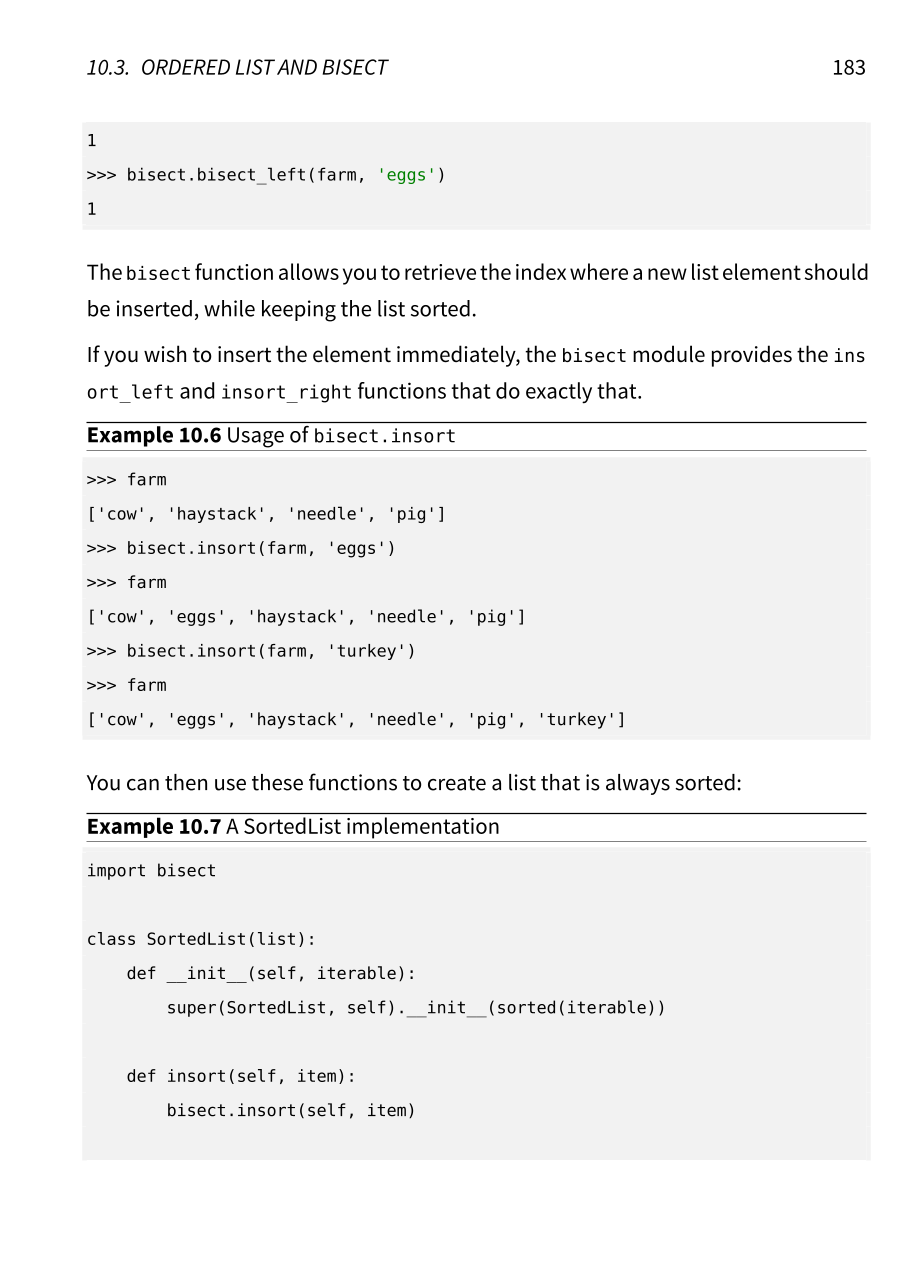 10.3. ORDERED LIST AND BISECT 183
1
>>> bisect.bisect_left(farm, 'eggs')
1
The bisect function allows you to retrieve the index where a new list element should
be inserted, while keeping the list sorted.
If you wish to insert the element immediately, the bisect module provides the ins
ort_left and insort_right functions that do exactly that.
Example 10.6 Usage of bisect.insort
>>> farm
['cow', 'haystack', 'needle', 'pig']
>>> bisect.insort(farm, 'eggs')
>>> farm
['cow', 'eggs', 'haystack', 'needle', 'pig']
>>> bisect.insort(farm, 'turkey')
>>> farm
['cow', 'eggs', 'haystack', 'needle', 'pig', 'turkey']
You can then use these functions to create a list that is always sorted:
Example 10.7 A SortedList implementation
import bisect
class SortedList(list):
    def __init__(self, iterable):
        super(SortedList, self).__init__(sorted(iterable))
    def insort(self, item):
        bisect.insort(self, item)